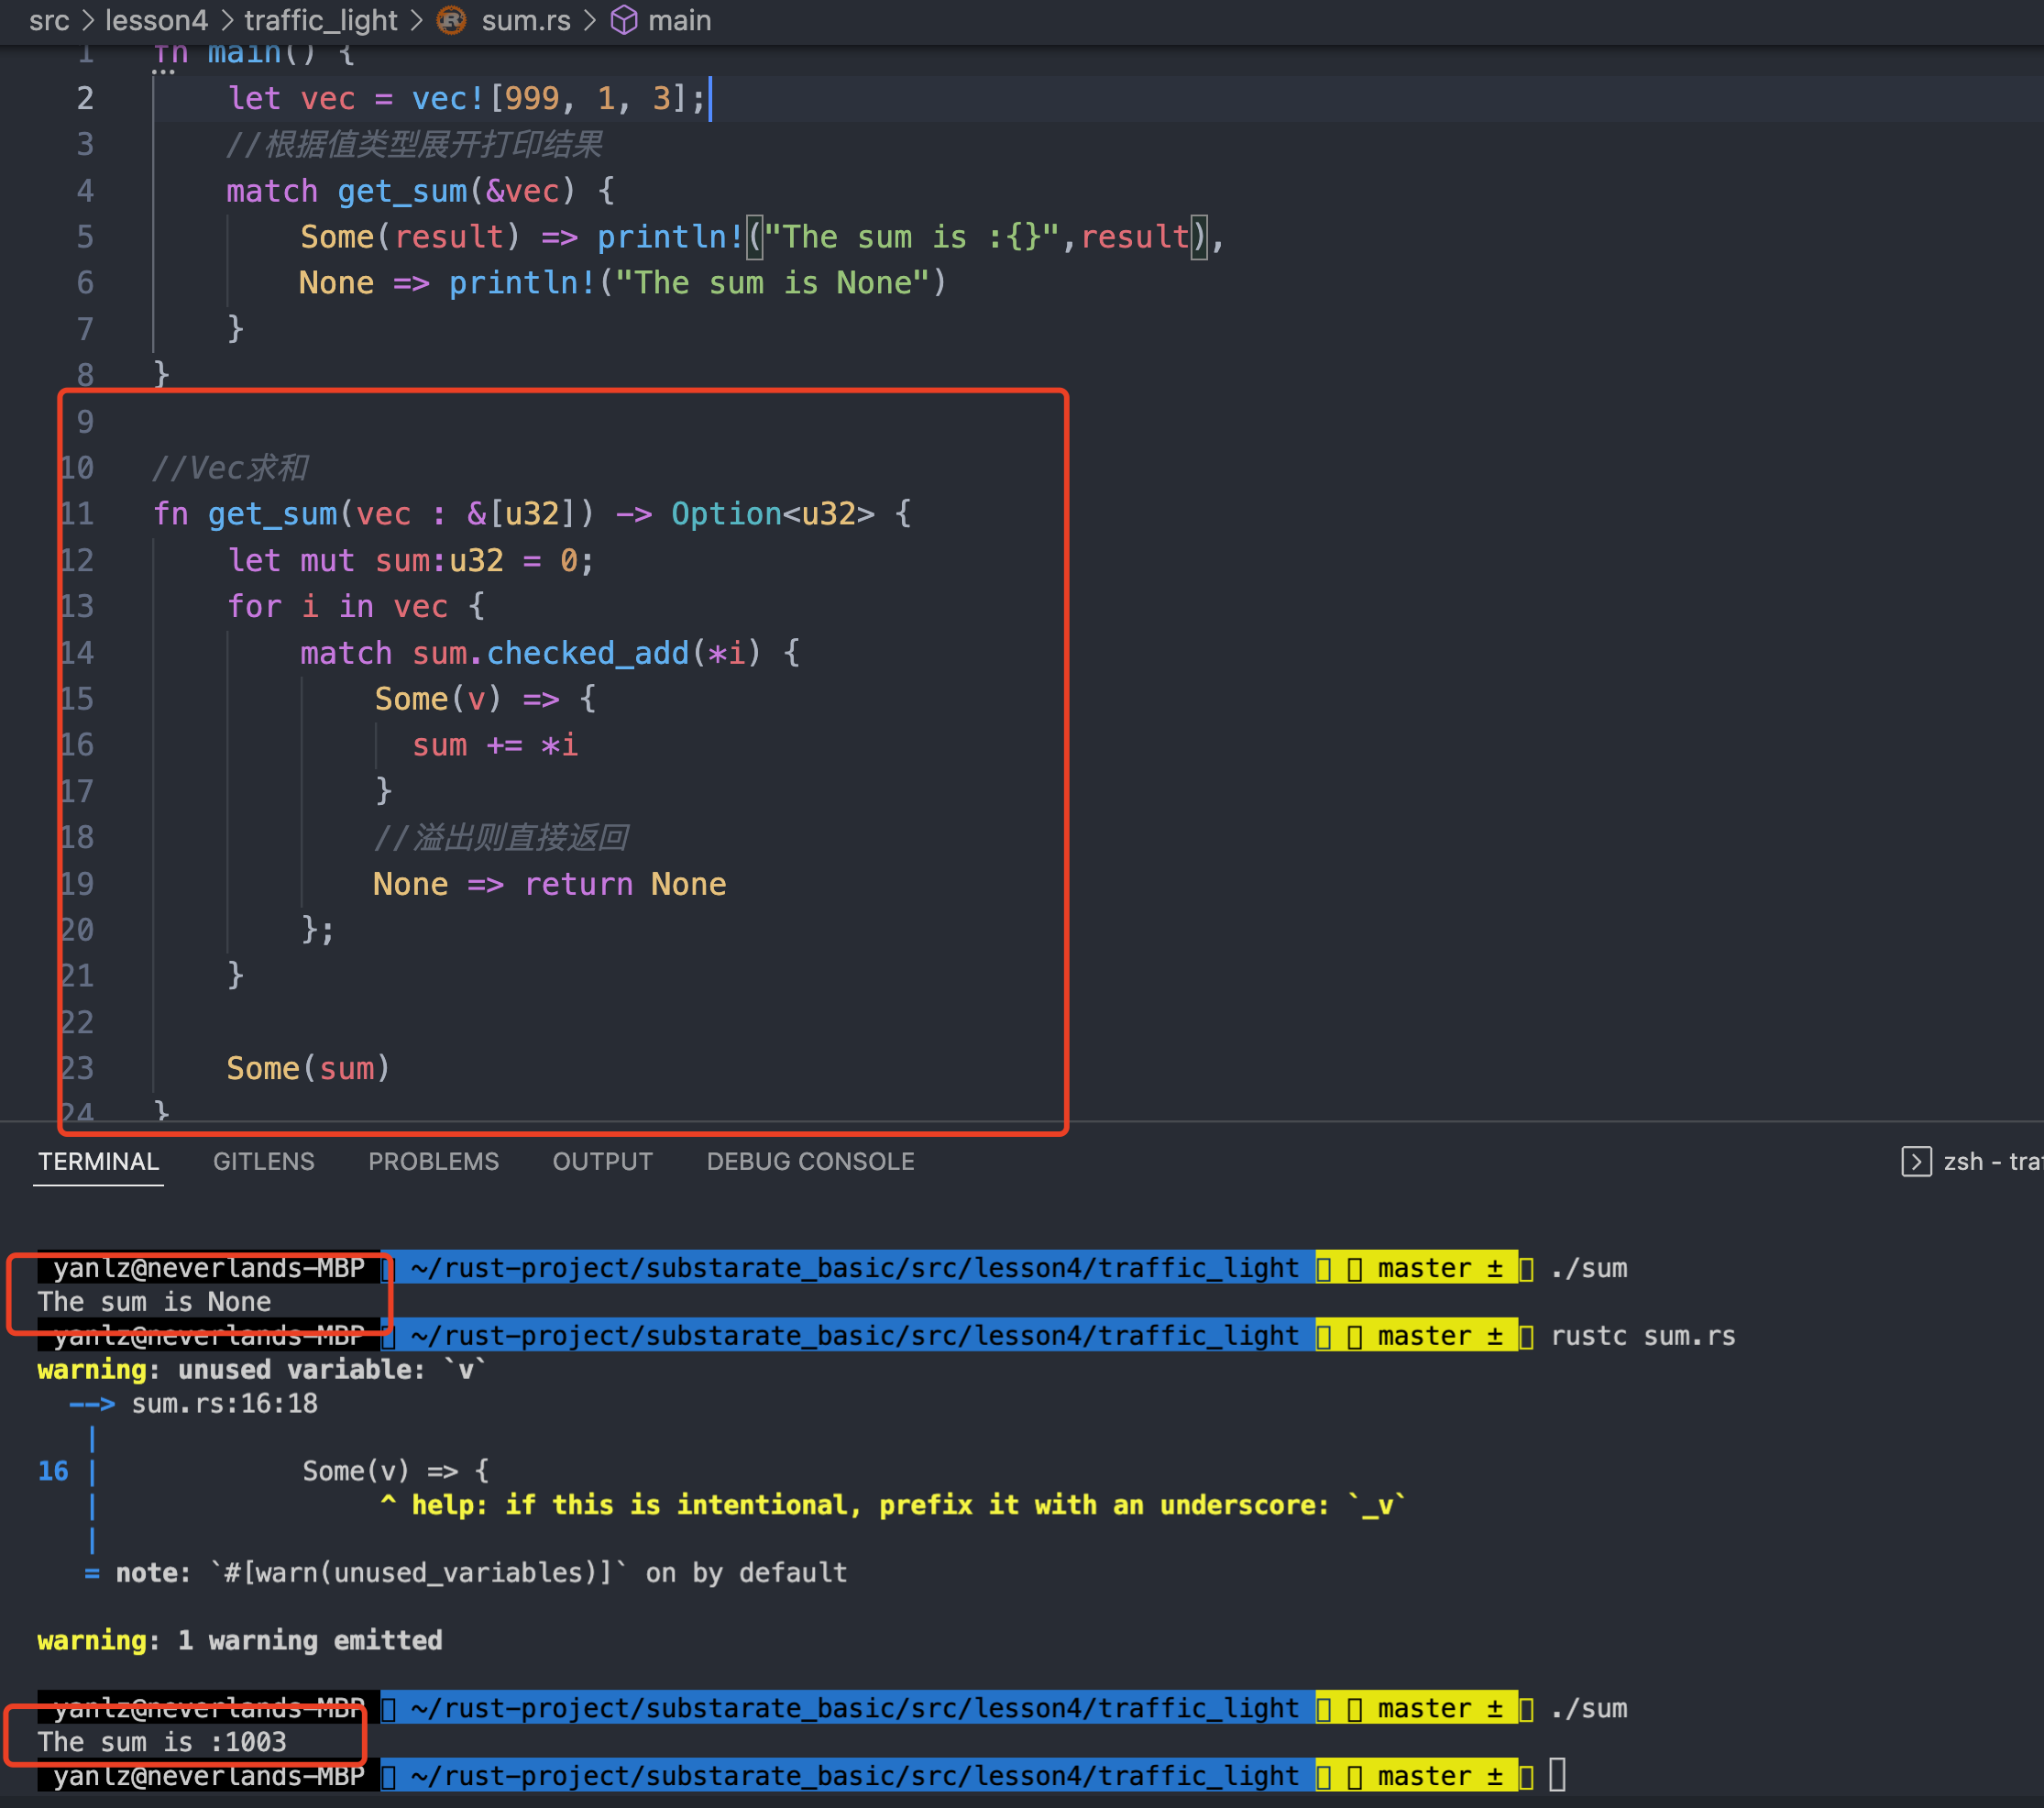 src > lesson4 > traffic_light > sum.rs > main
1 fn main() {
2 let vec = vec![999, 1, 3];
3 //根据值类型展开打印结果
4 match get_sum(&vec) {
5 Some(result) => println!("The sum is :{}",result),
6 None => println!("The sum is None")
7 }
8 }
9
10 //Vec求和
11 fn get_sum(vec : &[u32]) -> Option<u32> {
12 let mut sum:u32 = 0;
13 for i in vec {
14 match sum.checked_add(*i) {
15 Some(v) => {
16 sum += *i
17 }
18 //溢出则直接返回
19 None => return None
20 };
21 }
22
23 Some(sum)
24 }
TERMINAL GITLENS PROBLEMS OUTPUT DEBUG CONSOLE zsh - tra
yanlz@neverlands-MBP ~/rust-project/substarate_basic/src/lesson4/traffic_light master ± ./sum
The sum is None
yanlz@neverlands-MBP ~/rust-project/substarate_basic/src/lesson4/traffic_light master ± rustc sum.rs
warning: unused variable: `v`
--> sum.rs:16:18
|
16 | Some(v) => {
| ^ help: if this is intentional, prefix it with an underscore: `_v`
|
= note: `#[warn(unused_variables)]` on by default
warning: 1 warning emitted
yanlz@neverlands-MBP ~/rust-project/substarate_basic/src/lesson4/traffic_light master ± ./sum
The sum is :1003
yanlz@neverlands-MBP ~/rust-project/substarate_basic/src/lesson4/traffic_light master ±